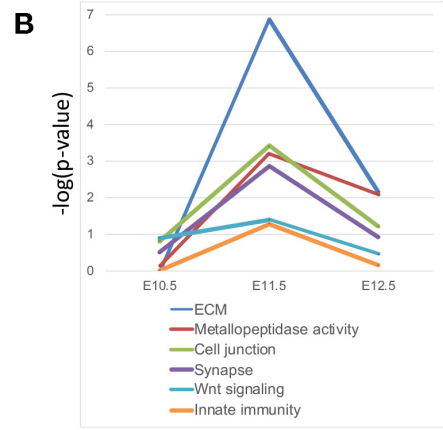 B
-log(p-value)
7
6
5
4
3
2
1
0
E10.5 E11.5 E12.5
ECM
Metallopeptidase activity
Cell junction
Synapse
Wnt signaling
Innate immunity